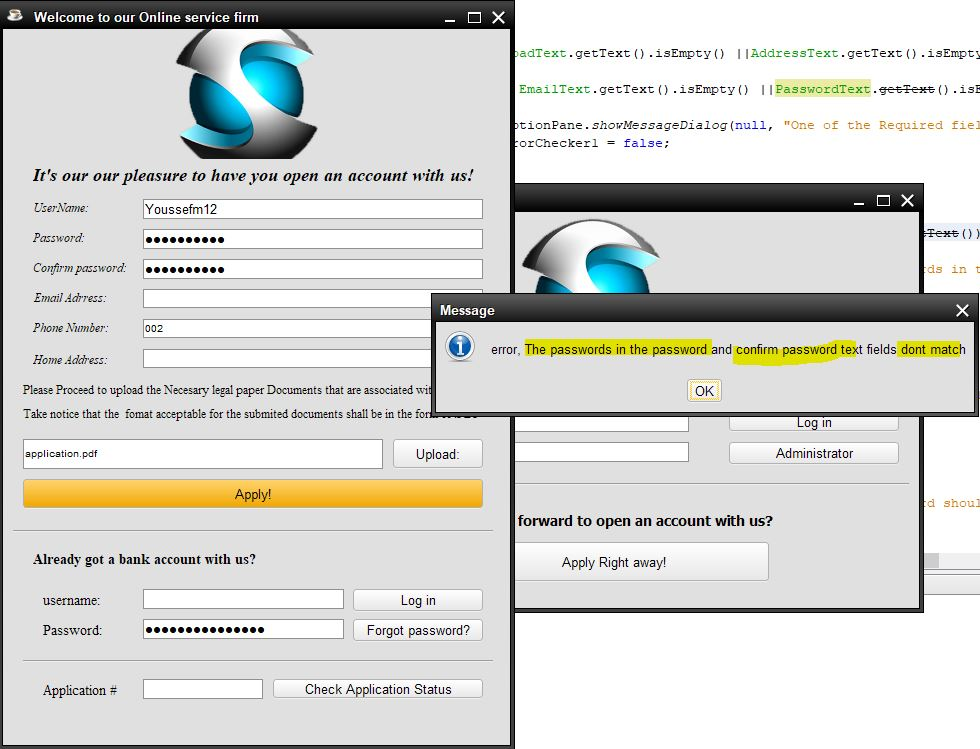 Welcome to our Online service firm
It's our our pleasure to have you open an account with us!
UserName:
Youssefm12
Password:
Confirm password:
Email Adrress:
Phone Number:
002
Home Address:
Please Proceed to upload the Necesary legal paper Documents that are associated wit
Take notice that the fomat acceptable for the submited documents shall be in the form
application.pdf
Upload:
Apply!
Already got a bank account with us?
username:
Log in
Password:
Forgot password?
Application #
Check Application Status
oadText.getText().isEmpty() ||AddressText.getText().isEmpty
EmailText.getText().isEmpty() ||PasswordText.getText().isE
ptionPane.showMessageDialog(null, "One of the Required fiel
rorChecker1 = false;
Text())
rds in t
Message
error, The passwords in the password and confirm password text fields dont match
OK
Log in
Administrator
rd shoul
forward to open an account with us?
Apply Right away!